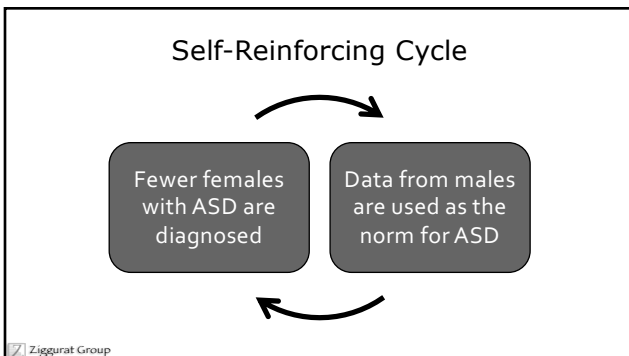 Self-Reinforcing Cycle
Fewer females
with ASD are
diagnosed
Data from males
are used as the
norm for ASD
Ziggurat Group